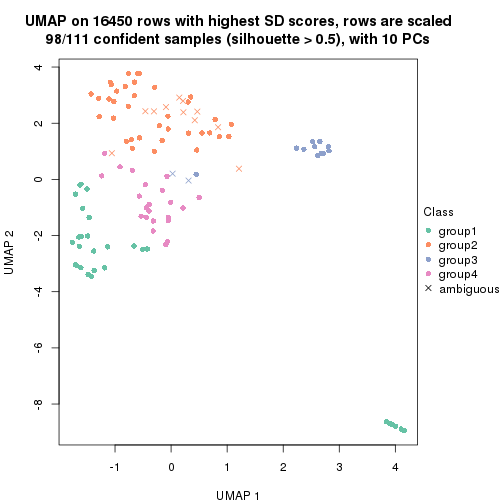 UMAP on 16450 rows with highest SD scores, rows are scaled
98/111 confident samples (silhouette > 0.5), with 10 PCs
4
2
0
-2
-4
-6
-8
UMAP 2
-1
0
1
2
3
4
UMAP 1
Class
group1
group2
group3
group4
ambiguous